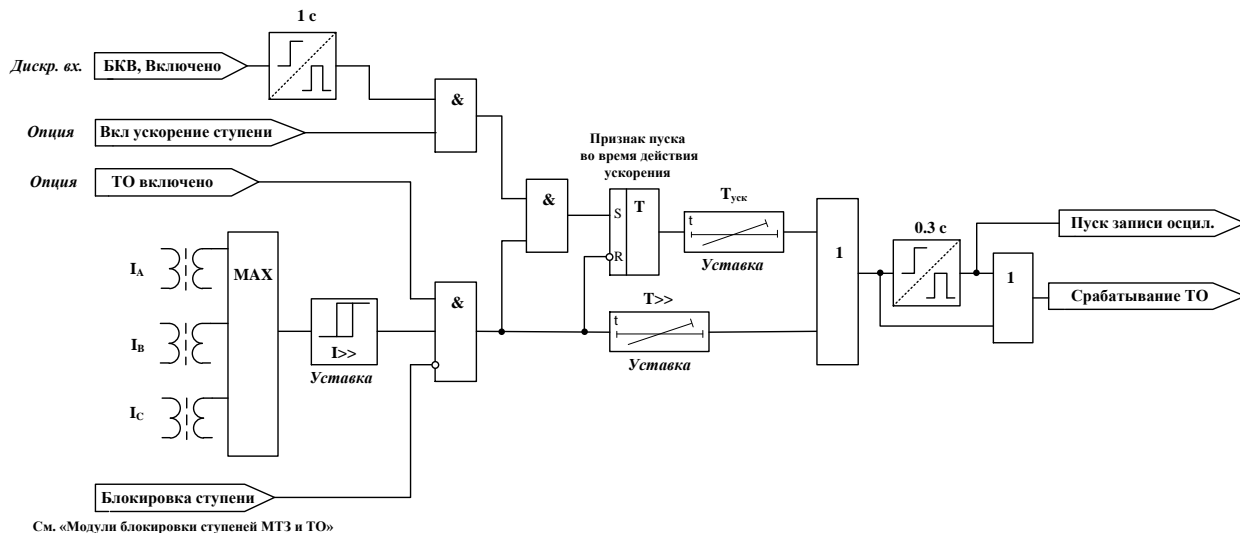 1 с
Дискр. вх.
БКВ, Включено
&
Опция
Вкл ускорение ступени
Признак пуска
во время действия
ускорения
Опция
ТО включено
&
S
T
R
Tуск
t
Уставка
1
0.3 с
Пуск записи осцил.
1
Срабатывание ТО
IA
MAX
&
T>>
t
Уставка
IB
I>>
Уставка
IC
Блокировка ступени
См. «Модули блокировки ступеней МТЗ и ТО»